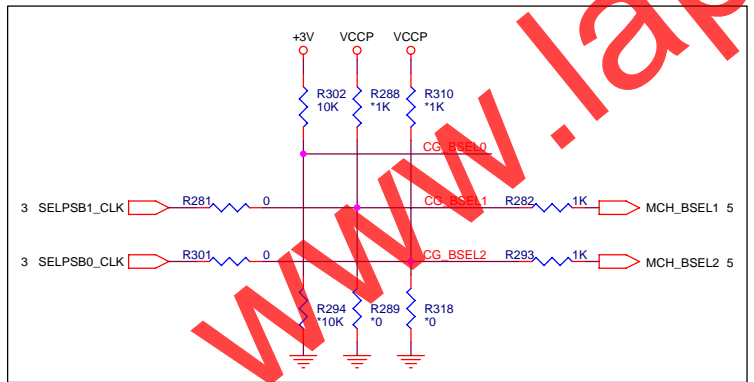 +3V VCCP VCCP
R302 R288 R310
10K *1K *1K
CG_BSEL0
3 SELPSB1_CLK R281 0 CG_BSEL1 R282 1K MCH_BSEL1 5
3 SELPSB0_CLK R301 0 CG_BSEL2 R293 1K MCH_BSEL2 5
R294 R289 R318
*10K *0 *0
www.lap